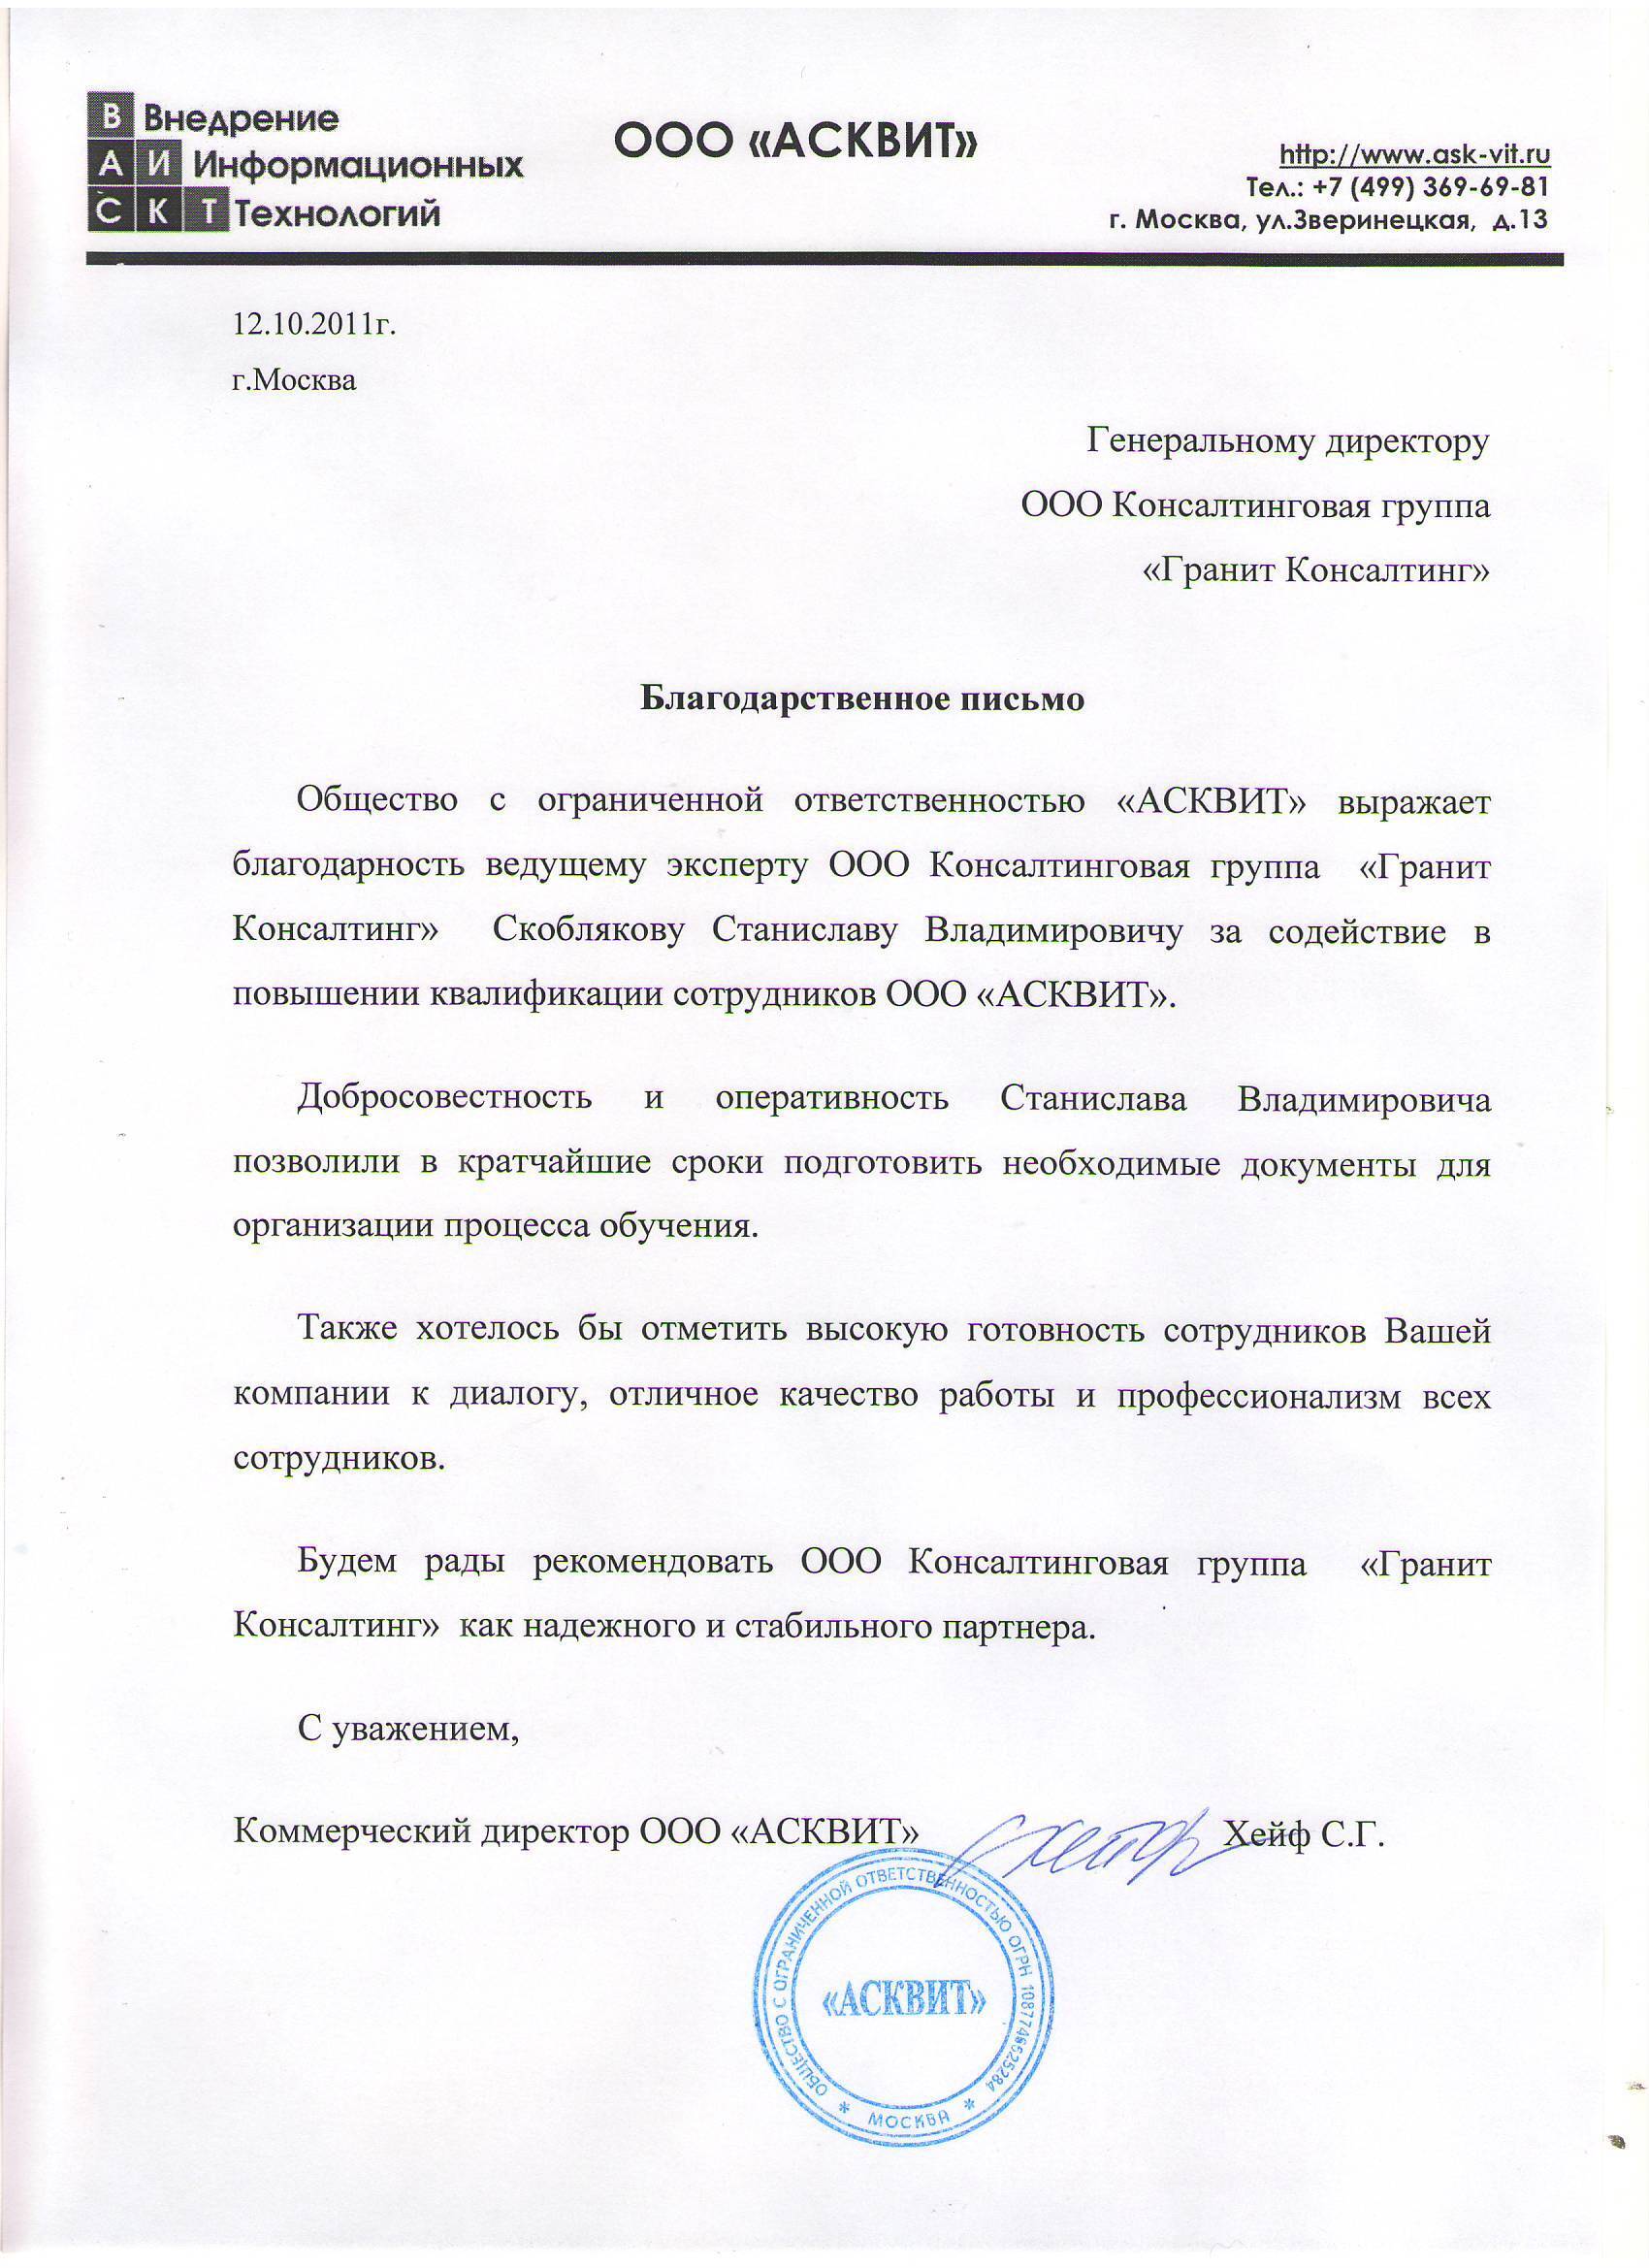 В Внедрение
А И Информационных
С К Т Технологий
ООО «АСКВИТ»
http://www.ask-vit.ru
Тел.: +7 (499) 369-69-81
г. Москва, ул.Зверинецкая, д.13
12.10.2011г.
г.Москва
Генеральному директору
ООО Консалтинговая группа
«Гранит Консалтинг»
Благодарственное письмо
Общество с ограниченной ответственностью «АСКВИТ» выражает
благодарность ведущему эксперту ООО Консалтинговая группа «Гранит
Консалтинг» Скоблякову Станиславу Владимировичу за содействие в
повышении квалификации сотрудников ООО «АСКВИТ».
Добросовестность и оперативность Станислава Владимировича
позволили в кратчайшие сроки подготовить необходимые документы для
организации процесса обучения.
Также хотелось бы отметить высокую готовность сотрудников Вашей
компании к диалогу, отличное качество работы и профессионализм всех
сотрудников.
Будем рады рекомендовать ООО Консалтинговая группа «Гранит
Консалтинг» как надежного и стабильного партнера.
С уважением,
Коммерческий директор ООО «АСКВИТ» Хейф С.Г.
ОБЩЕСТВО С ОГРАНИЧЕННОЙ ОТВЕТСТВЕННОСТЬЮ ОГРН 1087746625284
«АСКВИТ»
* МОСКВА *